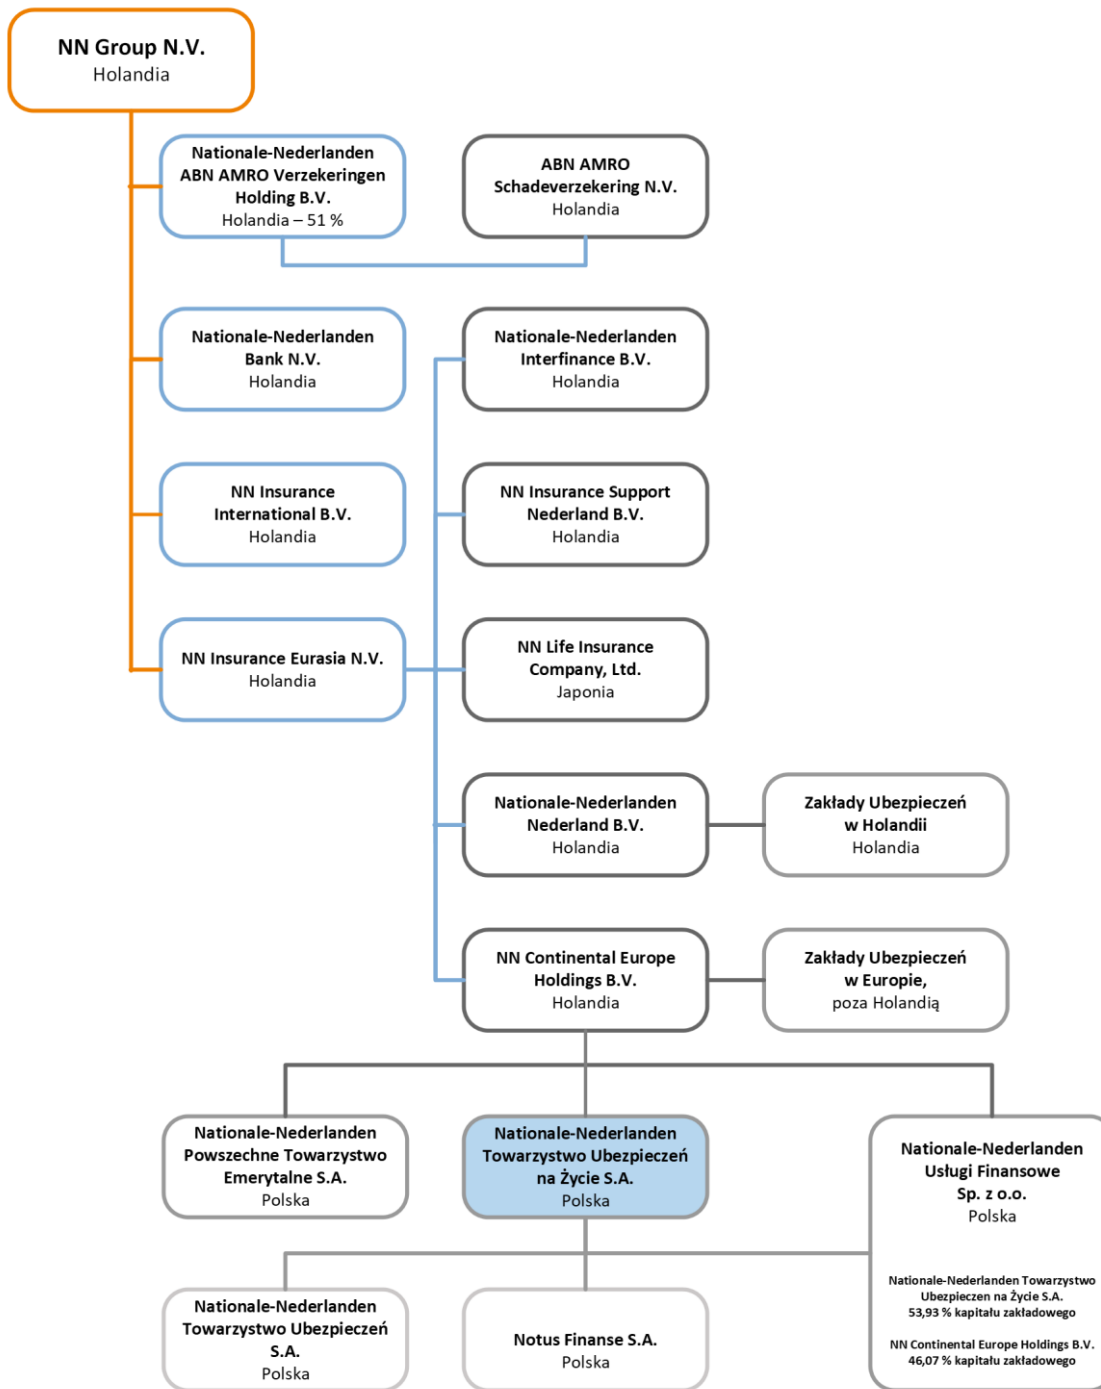 NN Group N.V.
Holandia
Nationale-Nederlanden
ABN AMRO Verzekeringen
Holding B.V.
Holandia – 51 %
ABN AMRO
Schadeverzekering N.V.
Holandia
Nationale-Nederlanden
Bank N.V.
Holandia
Nationale-Nederlanden
Interfinance B.V.
Holandia
NN Insurance
International B.V.
Holandia
NN Insurance Support
Nederland B.V.
Holandia
NN Insurance Eurasia N.V.
Holandia
NN Life Insurance
Company, Ltd.
Japonia
Nationale-Nederlanden
Nederland B.V.
Holandia
Zakłady Ubezpieczeń
w Holandii
Holandia
NN Continental Europe
Holdings B.V.
Holandia
Zakłady Ubezpieczeń
w Europie,
poza Holandią
Nationale-Nederlanden
Powszechne Towarzystwo
Emerytalne S.A.
Polska
Nationale-Nederlanden
Towarzystwo Ubezpieczeń
na Życie S.A.
Polska
Nationale-Nederlanden
Usługi Finansowe
Sp. z o.o.
Polska
Nationale-Nederlanden Towarzystwo
Ubezpieczen na Życie S.A.
53,93 % kapitału zakładowego
NN Continental Europe Holdings B.V.
46,07 % kapitału zakładowego
Nationale-Nederlanden
Towarzystwo Ubezpieczeń
S.A.
Polska
Notus Finanse S.A.
Polska